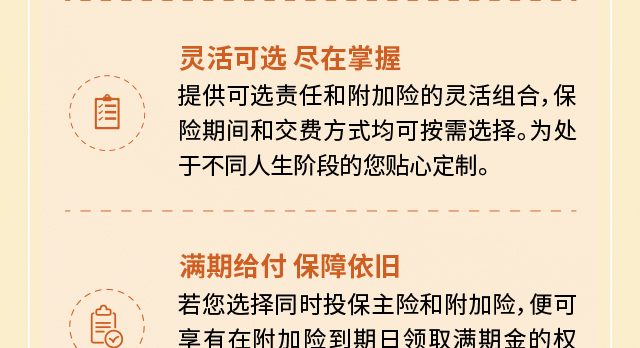 灵活可选 尽在掌握
提供可选责任和附加险的灵活组合，保
险期间和交费方式均可按需选择。为处
于不同人生阶段的您贴心定制。
满期给付 保障依旧
若您选择同时投保主险和附加险，便可
享有在附加险到期日领取满期金的权